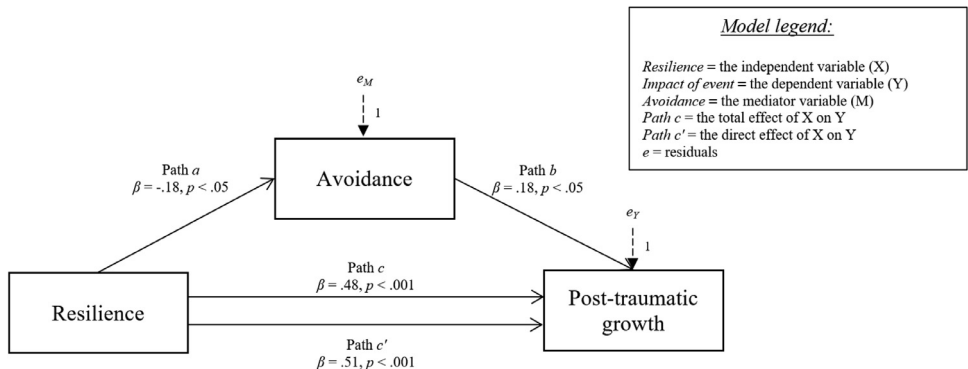 Model legend:
Resilience = the independent variable (X)
Impact of event = the dependent variable (Y)
Avoidance = the mediator variable (M)
Path c = the total effect of X on Y
Path c' = the direct effect of X on Y
e = residuals
eM
1
Avoidance
Path a
β = -.18, p < .05
Path b
β = .18, p < .05
eY
1
Resilience
Path c
β = .48, p < .001
Post-traumatic
growth
Path c'
β = .51, p < .001